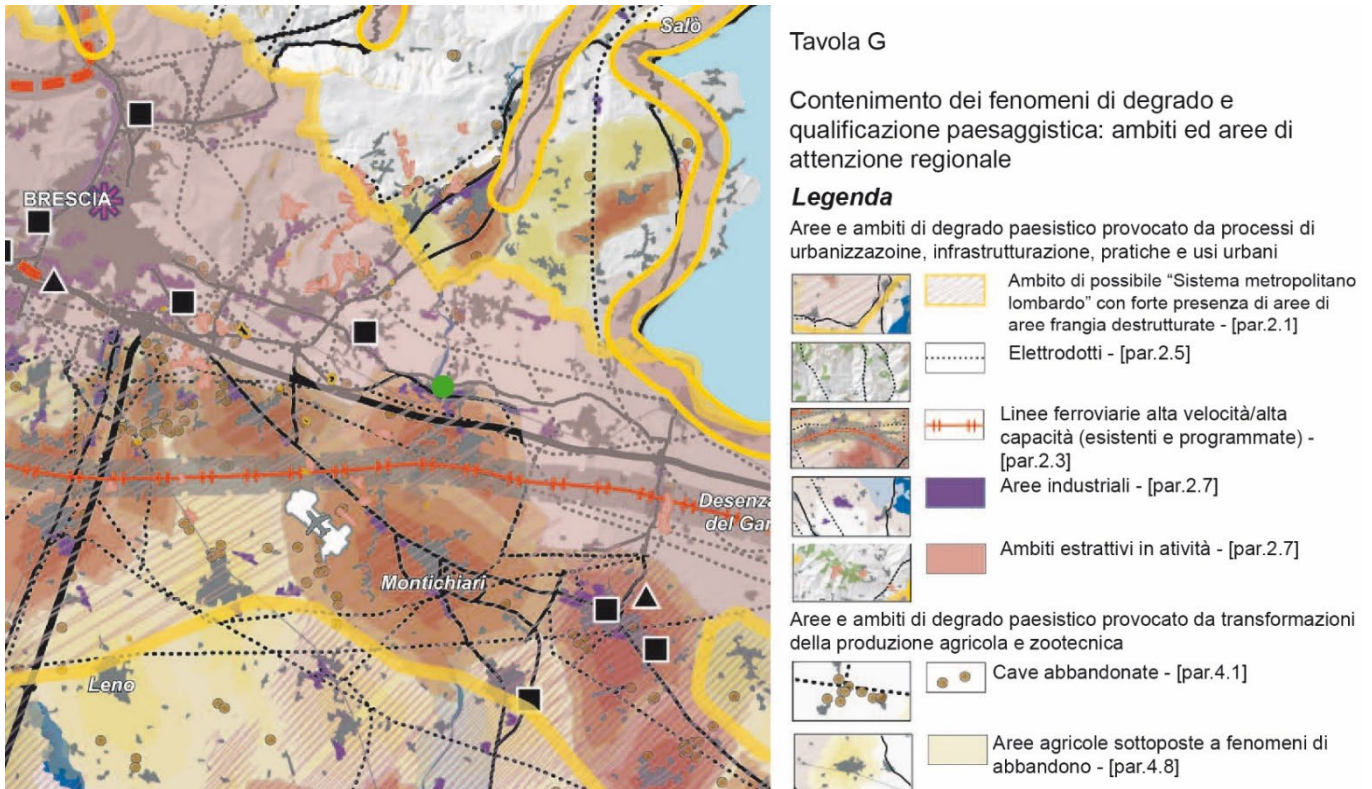 Salò
BRESCIA
Desenza
del Gar
Montichiari
Leno
Tavola G
Contenimento dei fenomeni di degrado e
qualificazione paesaggistica: ambiti ed aree di
attenzione regionale
Legenda
Aree e ambiti di degrado paesistico provocato da processi di
urbanizzazoine, infrastrutturazione, pratiche e usi urbani
Ambito di possibile “Sistema metropolitano
lombardo” con forte presenza di aree di
aree frangia destrutturate - [par.2.1]
Elettrodotti - [par.2.5]
Linee ferroviarie alta velocità/alta
capacità (esistenti e programmate) -
[par.2.3]
Aree industriali - [par.2.7]
Ambiti estrattivi in atività - [par.2.7]
Aree e ambiti di degrado paesistico provocato da transformazioni
della produzione agricola e zootecnica
Cave abbandonate - [par.4.1]
Aree agricole sottoposte a fenomeni di
abbandono - [par.4.8]